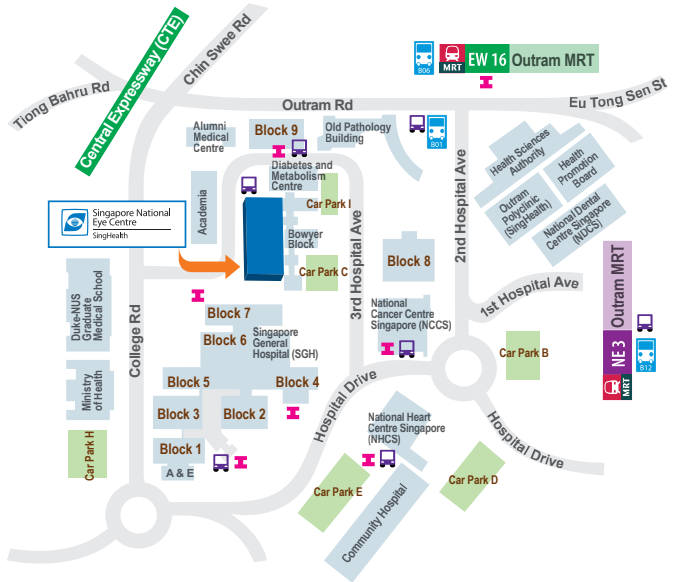 Central Expressway (CTE)
Chin Swee Rd
Tiong Bahru Rd
B06
MRT
EW 16
Outram MRT
Outram Rd
Eu Tong Sen St
Alumni
Medical
Centre
Block 9
Old Pathology
Building
B01
Health Sciences
Authority
Health
Promotion
Board
Outram
Polyclinic
(SingHealth)
National Dental
Centre Singapore
(NDCS)
2nd Hospital Ave
Diabetes and
Metabolism
Centre
Academia
Car Park I
Singapore National
Eye Centre
SingHealth
Bowyer
Block
Car Park C
3rd Hospital Ave
Block 8
1st Hospital Ave
Outram MRT
NE 3
MRT
B12
Duke-NUS
Graduate
Medical School
College Rd
Block 7
Block 6
Singapore
General
Hospital (SGH)
National
Cancer Centre
Singapore (NCCS)
Car Park B
Ministry
of Health
Block 5
Block 4
Block 3
Block 2
Hospital Drive
National Heart
Centre Singapore
(NHCS)
Hospital Drive
Car Park H
Block 1
A & E
Car Park E
Community Hospital
Car Park D